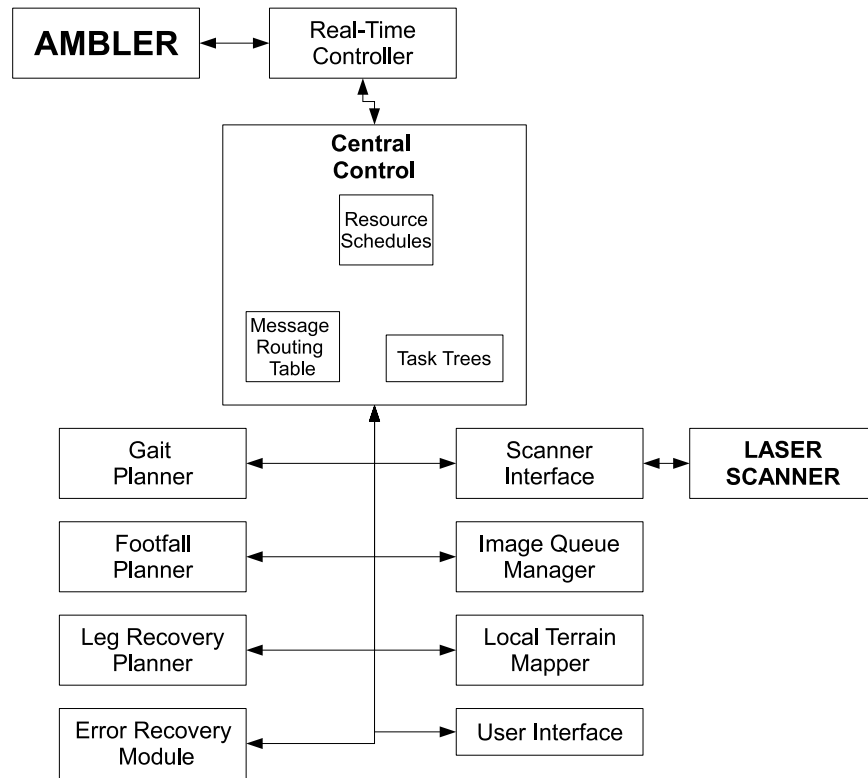 AMBLER
Real-Time
Controller
Central
Control
Resource
Schedules
Message
Routing
Table
Task Trees
Gait
Planner
Scanner
Interface
LASER
SCANNER
Footfall
Planner
Image Queue
Manager
Leg Recovery
Planner
Local Terrain
Mapper
Error Recovery
Module
User Interface